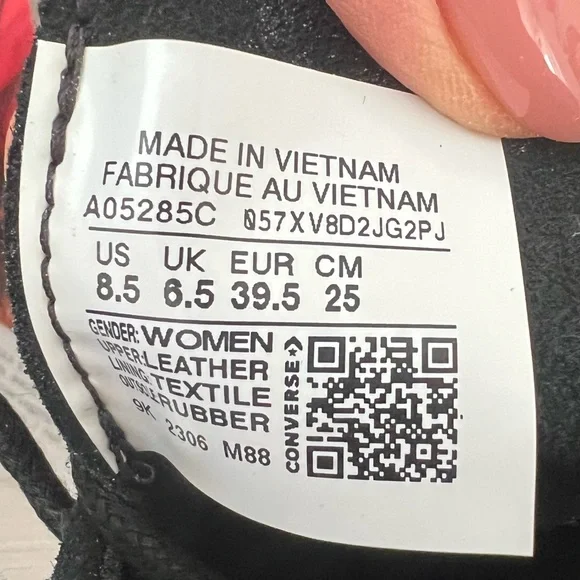 MADE IN VIETNAM
FABRIQUE AU VIETNAM
A05285C 057XV8D2JG2PJ
US UK EUR CM
8.5 6.5 39.5 25
GENDER: WOMEN
UPPER: LEATHER
LINING: TEXTILE
RUBBER
9K 2306 M88
CONVERSE